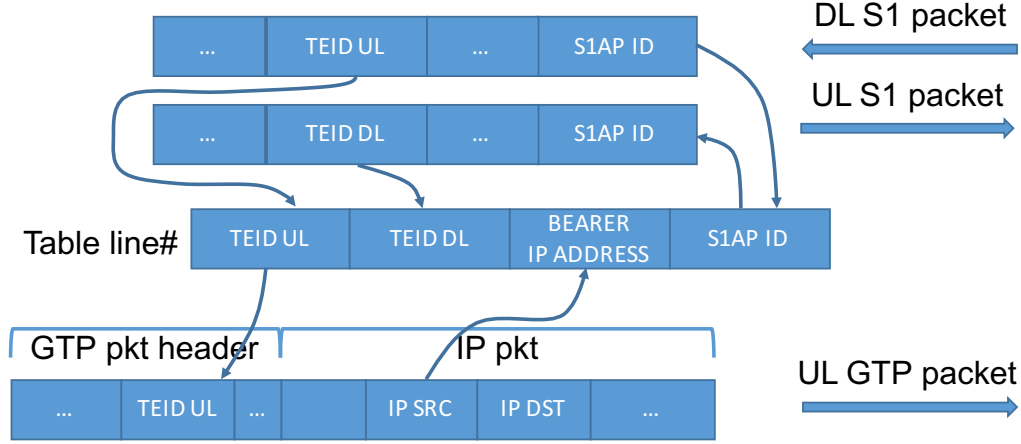 DL S1 packet
... TEID UL ... S1AP ID
UL S1 packet
... TEID DL ... S1AP ID
Table line# TEID UL TEID DL BEARER IP ADDRESS S1AP ID
GTP pkt header IP pkt
UL GTP packet
... TEID UL ... IP SRC IP DST ...